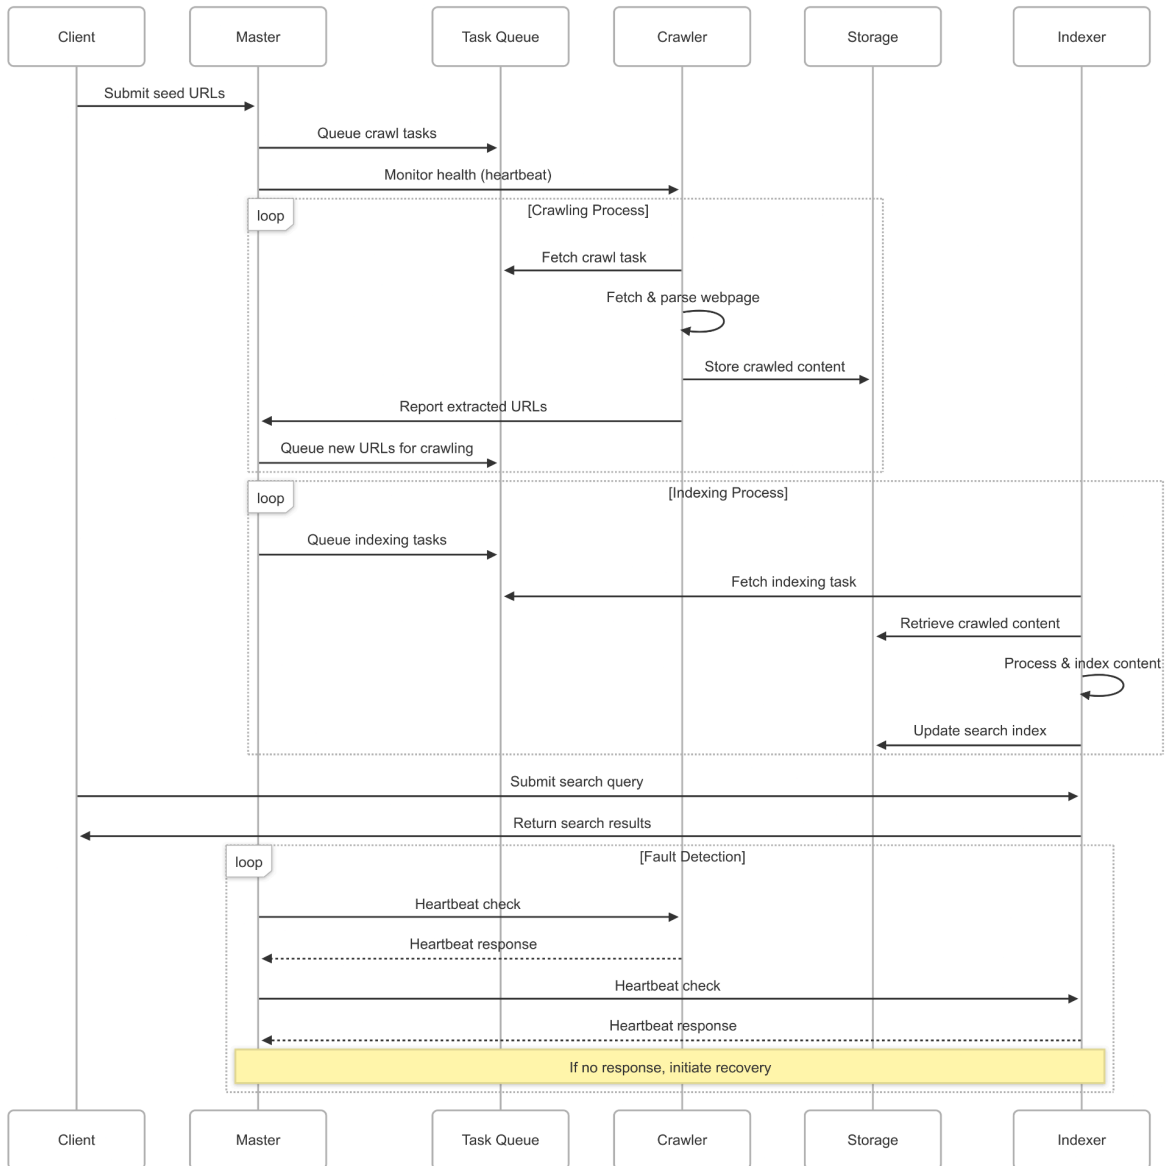 Client
Master
Task Queue
Crawler
Storage
Indexer
Submit seed URLs
Queue crawl tasks
Monitor health (heartbeat)
loop
[Crawling Process]
Fetch crawl task
Fetch & parse webpage
Store crawled content
Report extracted URLs
Queue new URLs for crawling
loop
[Indexing Process]
Queue indexing tasks
Fetch indexing task
Retrieve crawled content
Process & index content
Update search index
Submit search query
Return search results
loop
[Fault Detection]
Heartbeat check
Heartbeat response
Heartbeat check
Heartbeat response
If no response, initiate recovery
Client
Master
Task Queue
Crawler
Storage
Indexer